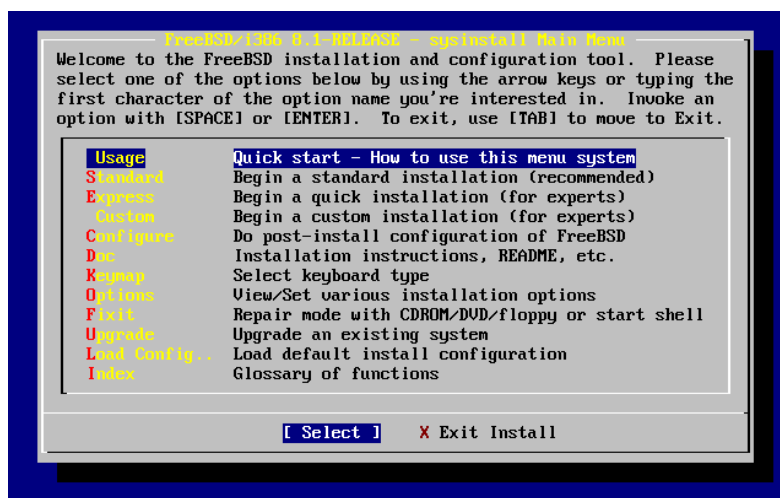 FreeBSD/i386 8.1-RELEASE - sysinstall Main Menu
Welcome to the FreeBSD installation and configuration tool.  Please
select one of the options below by using the arrow keys or typing the
first character of the option name you're interested in.  Invoke an
option with [SPACE] or [ENTER].  To exit, use [TAB] to move to Exit.
Usage Quick start - How to use this menu system
Standard Begin a standard installation (recommended)
Express Begin a quick installation (for experts)
Custom Begin a custom installation (for experts)
Configure Do post-install configuration of FreeBSD
Doc Installation instructions, README, etc.
Keymap Select keyboard type
Options View/Set various installation options
Fixit Repair mode with CDROM/DVD/floppy or start shell
Upgrade Upgrade an existing system
Load Config.. Load default install configuration
Index Glossary of functions
[ Select ] X Exit Install